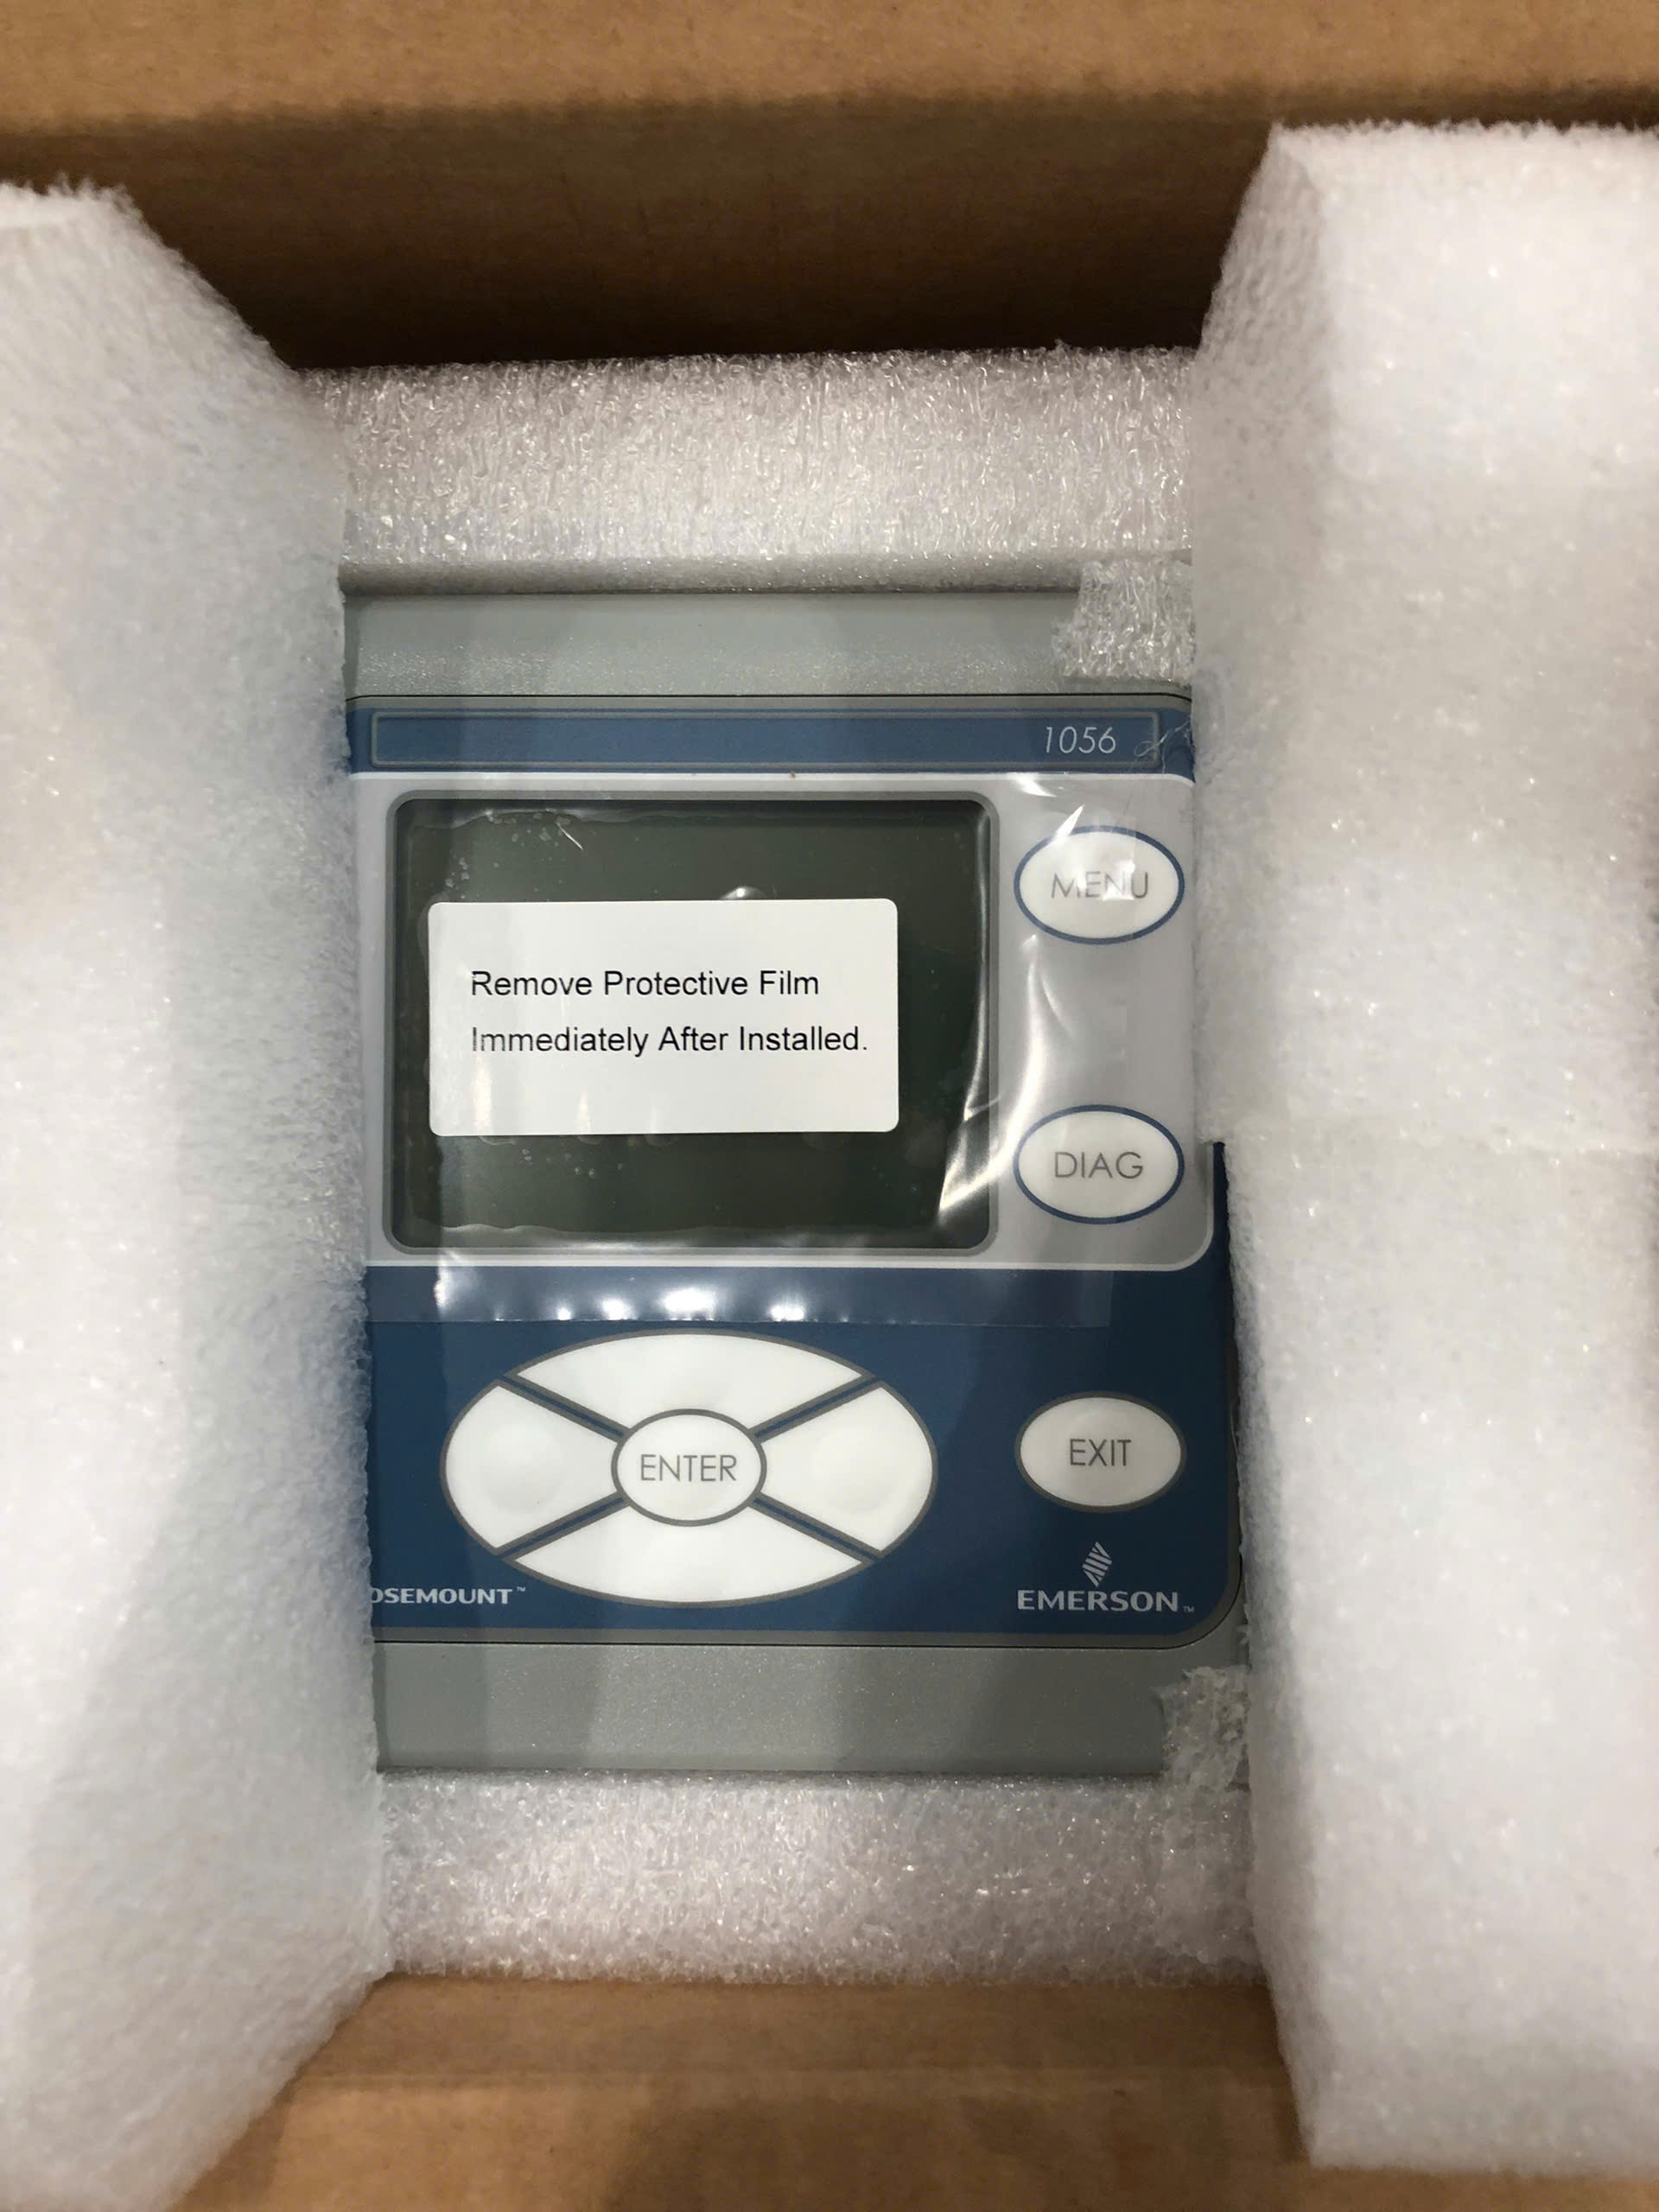 1056
MENU
Remove Protective Film
Immediately After Installed.
DIAG
ENTER
EXIT
OSEMOUNT™
EMERSON™